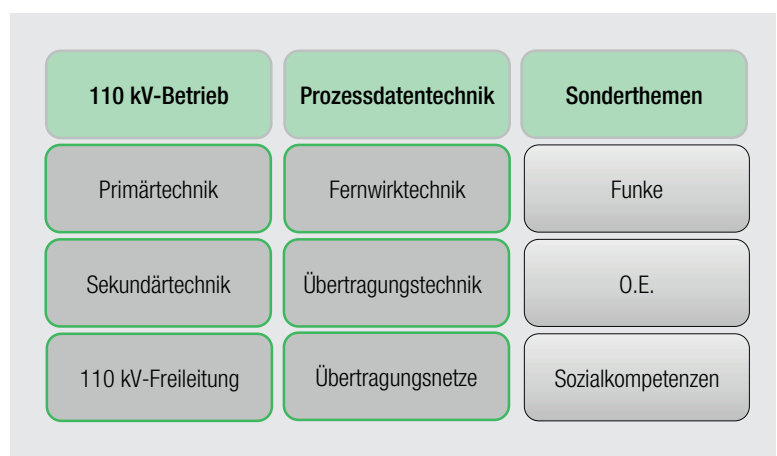 110 kV-Betrieb
Prozessdatentechnik
Sonderthemen
Primärtechnik
Fernwirktechnik
Funke
Sekundärtechnik
Übertragungstechnik
O.E.
110 kV-Freileitung
Übertragungsnetze
Sozialkompetenzen